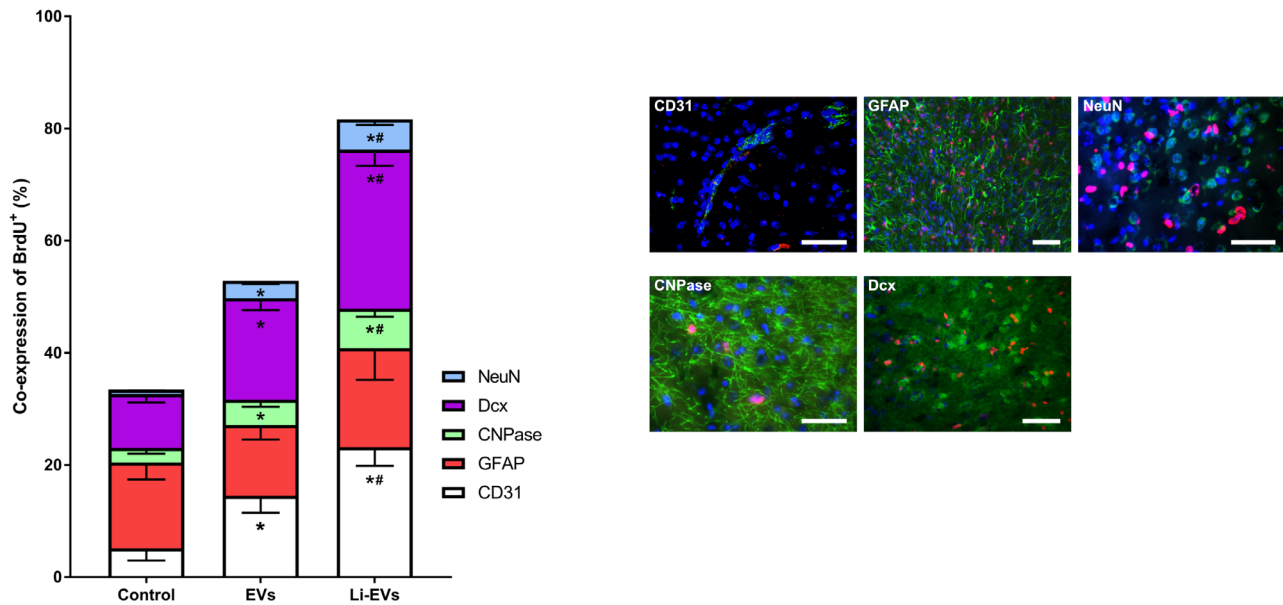 Co-expression of BrdU⁺ (%)
100
80
60
40
20
0
*#
*#
*#
*#
*
*
*
*
Control
EVs
Li-EVs
NeuN
Dcx
CNPase
GFAP
CD31
CD31
GFAP
NeuN
CNPase
Dcx